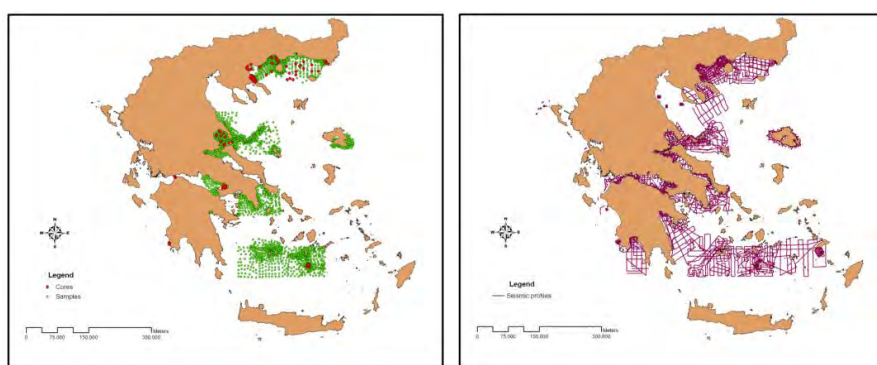 N
W E
S
Legend
Cores
Samples
Meters
0 75,000 150,000 300,000
N
W E
S
Legend
Seismic profiles
Meters
0 75,000 150,000 300,000